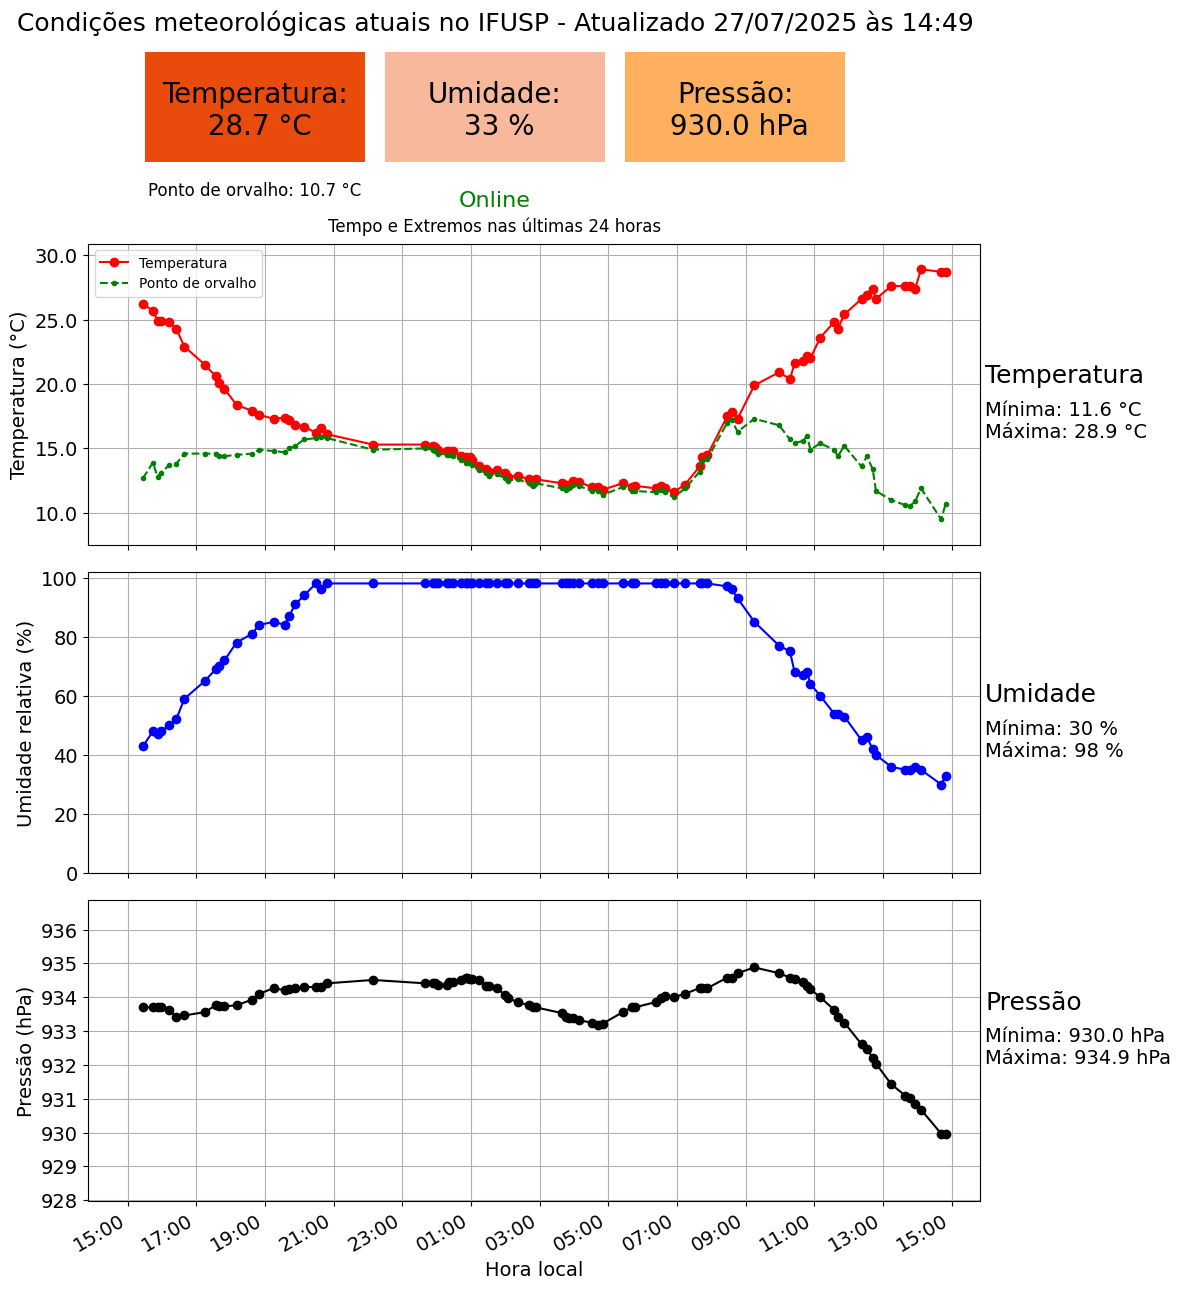 Condições meteorológicas atuais no IFUSP - Atualizado 27/07/2025 às 14:49
Temperatura:
28.7 °C
Umidade:
33 %
Pressão:
930.0 hPa
Ponto de orvalho: 10.7 °C
Online
Tempo e Extremos nas últimas 24 horas
Temperatura (°C)
30.0
25.0
20.0
15.0
10.0
Temperatura
Ponto de orvalho
Temperatura
Mínima: 11.6 °C
Máxima: 28.9 °C
Umidade relativa (%)
100
80
60
40
20
0
Umidade
Mínima: 30 %
Máxima: 98 %
Pressão (hPa)
936
935
934
933
932
931
930
929
928
Pressão
Mínima: 930.0 hPa
Máxima: 934.9 hPa
15:00 17:00 19:00 21:00 23:00 01:00 03:00 05:00 07:00 09:00 11:00 13:00 15:00
Hora local